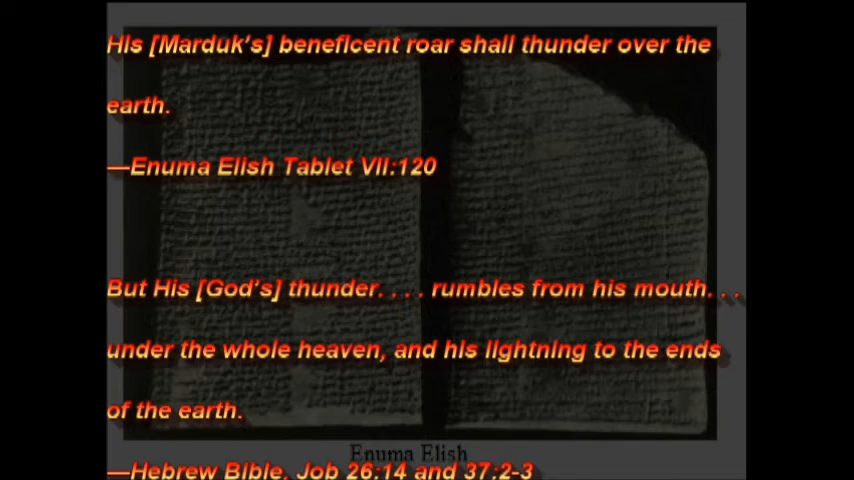 His [Marduk's] beneficent roar shall thunder over the
earth.
—Enuma Elish Tablet VII:120
But His [God's] thunder. . . . rumbles from his mouth. . .
under the whole heaven, and his lightning to the ends
of the earth.
Enuma Elish
—Hebrew Bible, Job 26:14 and 37:2-3